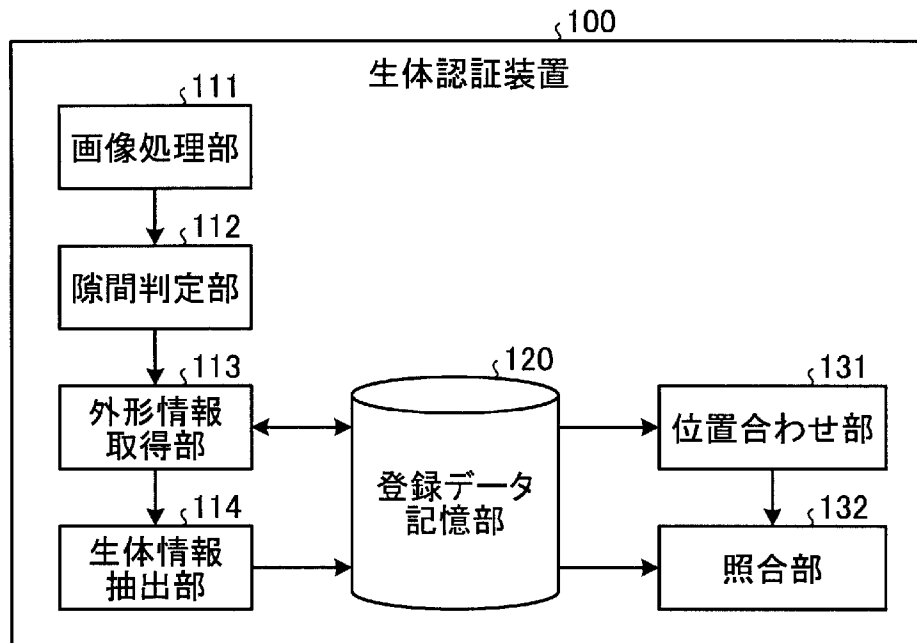 100
生体認証装置
111
画像処理部
112
隙間判定部
113
外形情報
取得部
114
生体情報
抽出部
120
登録データ
記憶部
131
位置合わせ部
132
照合部